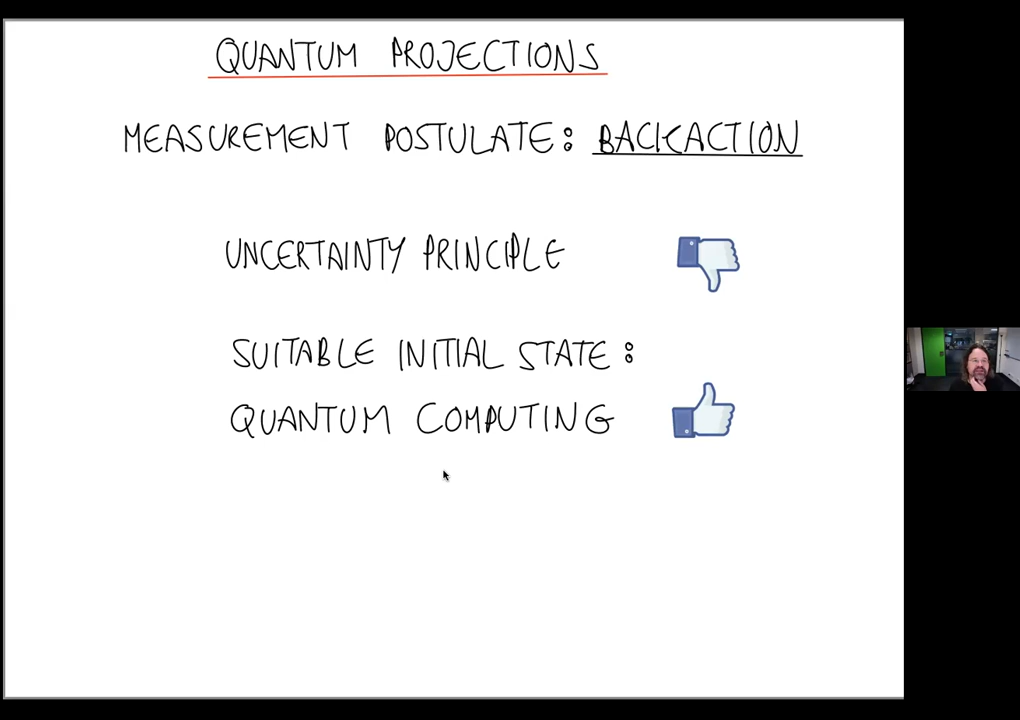 QUANTUM PROJECTIONS
MEASUREMENT POSTULATE: BACKACTION
UNCERTAINTY PRINCIPLE
SUITABLE INITIAL STATE:
QUANTUM COMPUTING